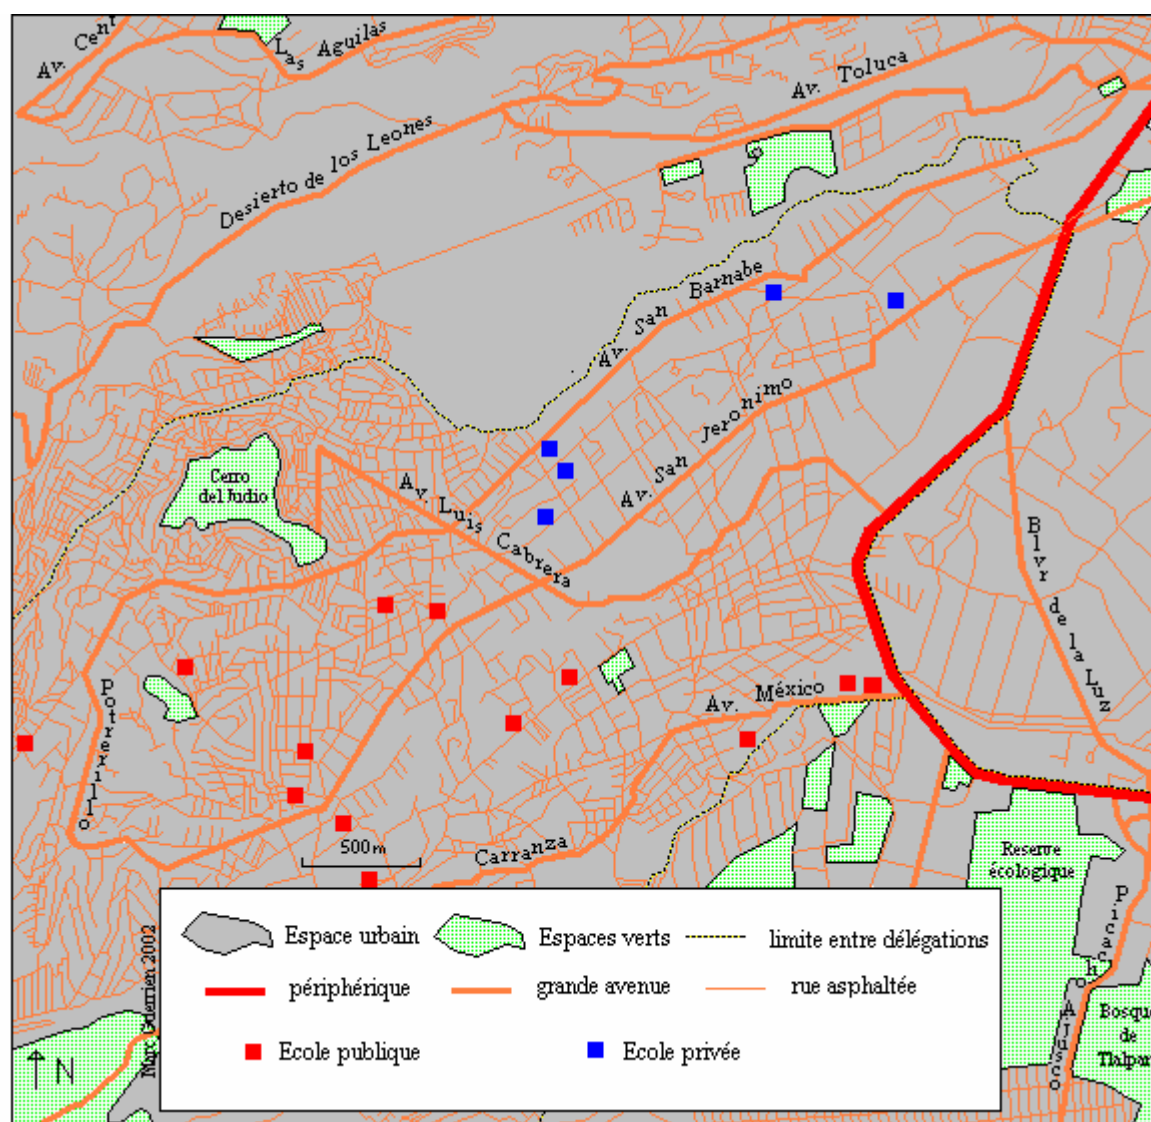 Av. Cent
Las Aguilas
Av. Toluca
Desierto de los Leones
Av. San Barnabe
Av. San Jeronimo
Cerro
del Judio
Av. Luis Cabrera
Blvr de la Luz
Potrerillo
Av. México
500m
Carranza
Reserve
écologique
Picacho
Ajusco
Bosque
de
Tlalpan
Marc Guerrien 2002
N
Espace urbain
Espaces verts
limite entre délégations
périphérique
grande avenue
rue asphaltée
Ecole publique
Ecole privée